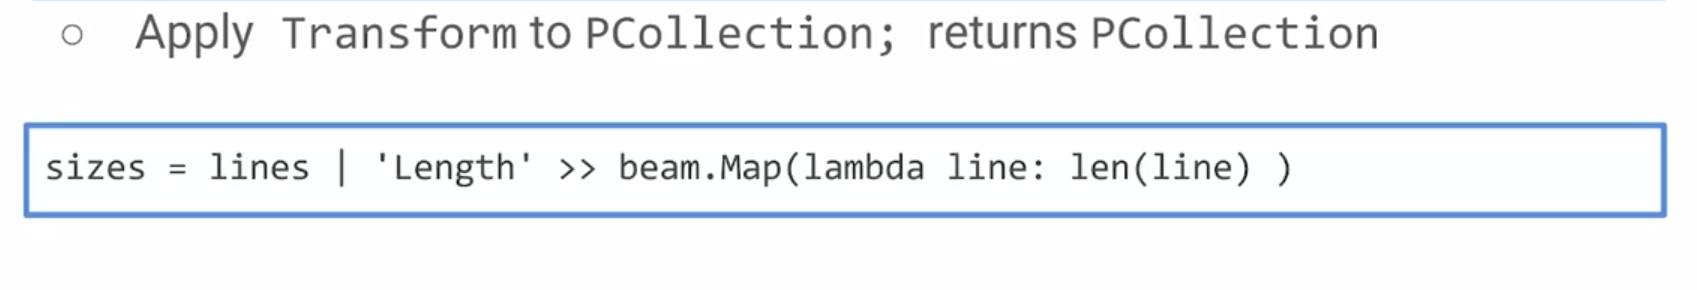 ○ Apply Transform to PCollection; returns PCollection
sizes = lines | 'Length' >> beam.Map(lambda line: len(line) )